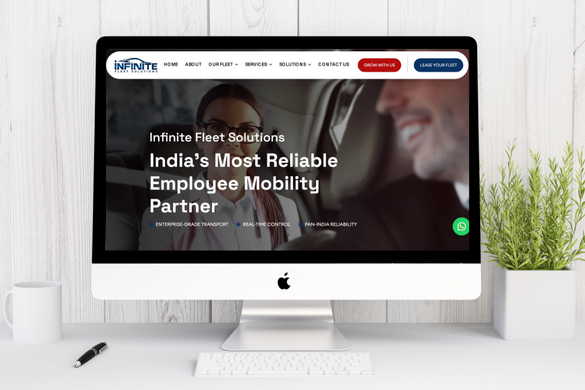 INFINITE
FLEET SOLUTIONS
HOME ABOUT OUR FLEET SERVICES SOLUTIONS CONTACT US GROW WITH US LEASE YOUR FLEET
Infinite Fleet Solutions
India's Most Reliable
Employee Mobility
Partner
ENTERPRISE-GRADE TRANSPORT REAL-TIME CONTROL PAN-INDIA RELIABILITY